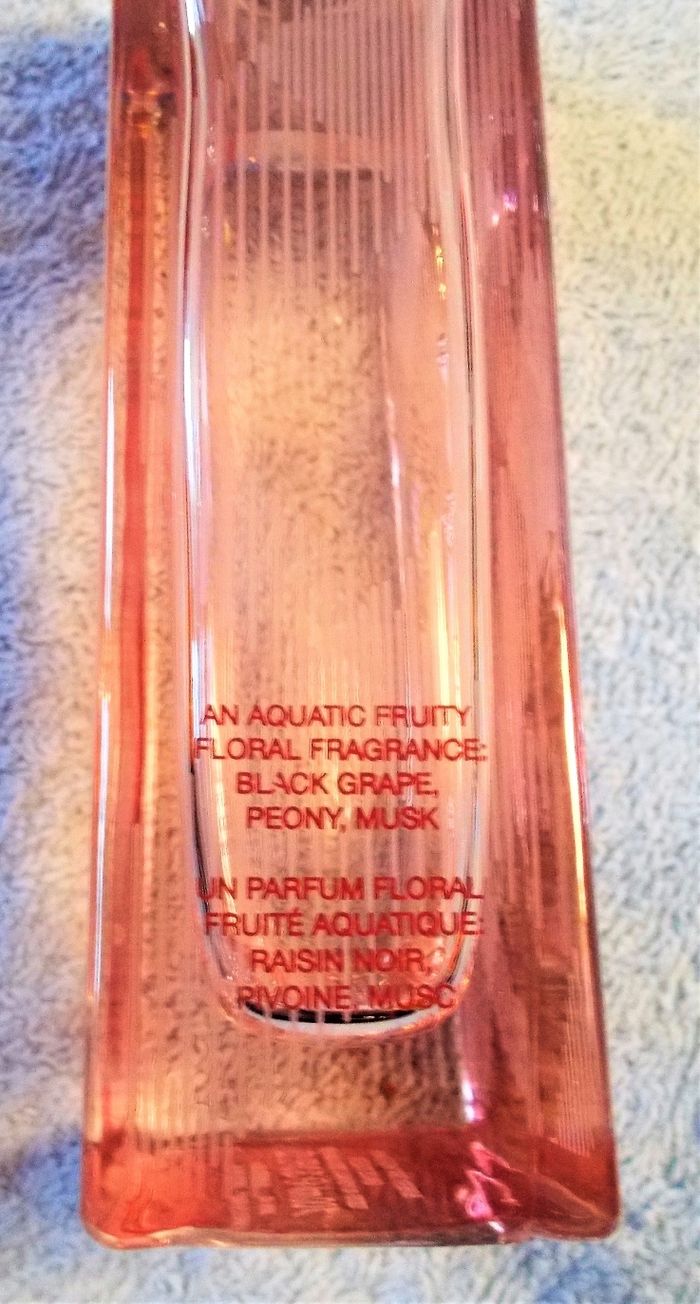 AN AQUATIC FRUITY
FLORAL FRAGRANCE:
BLACK GRAPE,
PEONY, MUSK
UN PARFUM FLORAL
FRUITÉ AQUATIQUE:
RAISIN NOIR,
PIVOINE, MUSC